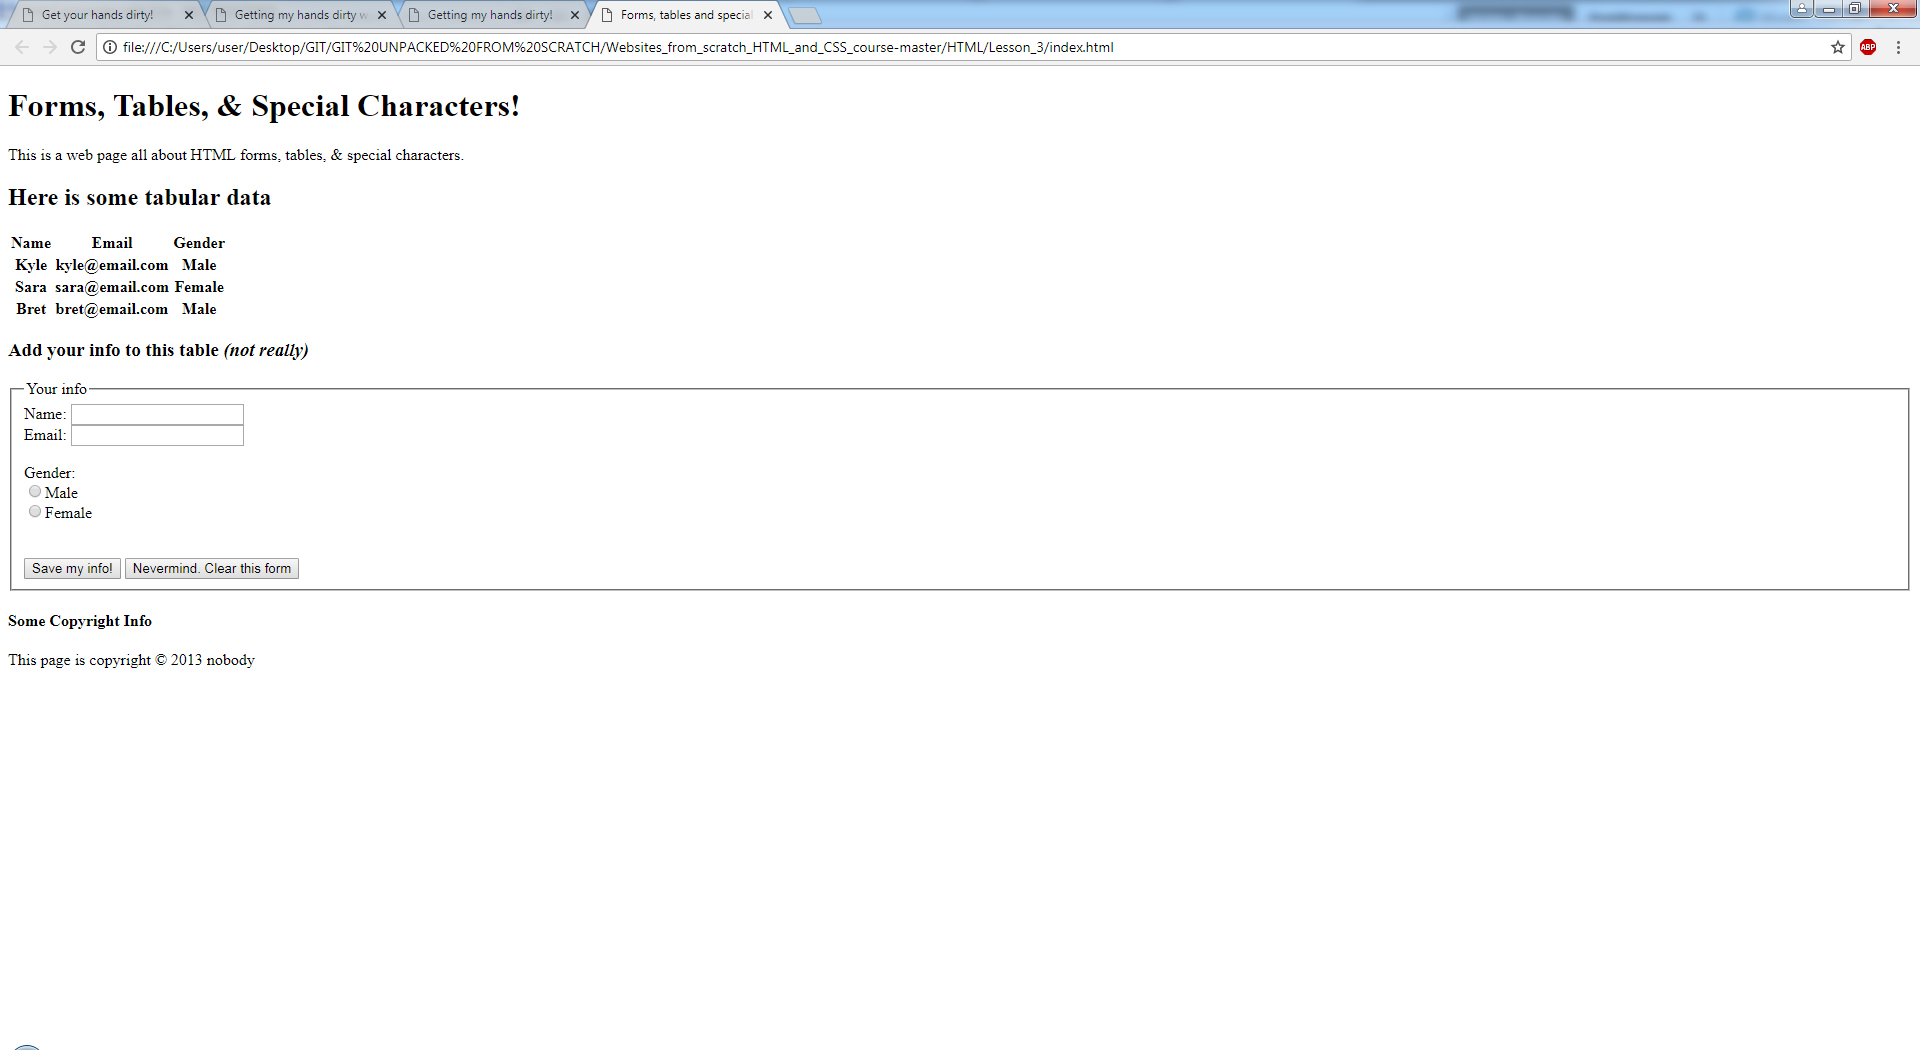 Get your hands dirty!
Getting my hands dirty w
Getting my hands dirty!
Forms, tables and special
file:///C:/Users/user/Desktop/GIT/GIT%20UNPACKED%20FROM%20SCRATCH/Websites_from_scratch_HTML_and_CSS_course-master/HTML/Lesson_3/index.html
ABP
Forms, Tables, & Special Characters!
This is a web page all about HTML forms, tables, & special characters.
Here is some tabular data
Name Email Gender
Kyle kyle@email.com Male
Sara sara@email.com Female
Bret bret@email.com Male
Add your info to this table (not really)
Your info
Name:
Email:
Gender:
Male
Female
Save my info! Nevermind. Clear this form
Some Copyright Info
This page is copyright © 2013 nobody